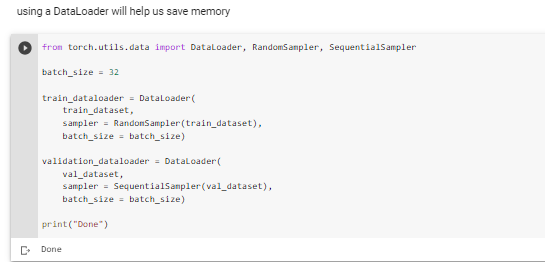 using a DataLoader will help us save memory
from torch.utils.data import DataLoader, RandomSampler, SequentialSampler
batch_size = 32
train_dataloader = DataLoader(
train_dataset,
sampler = RandomSampler(train_dataset),
batch_size = batch_size)
validation_dataloader = DataLoader(
val_dataset,
sampler = SequentialSampler(val_dataset),
batch_size = batch_size)
print("Done")
Done